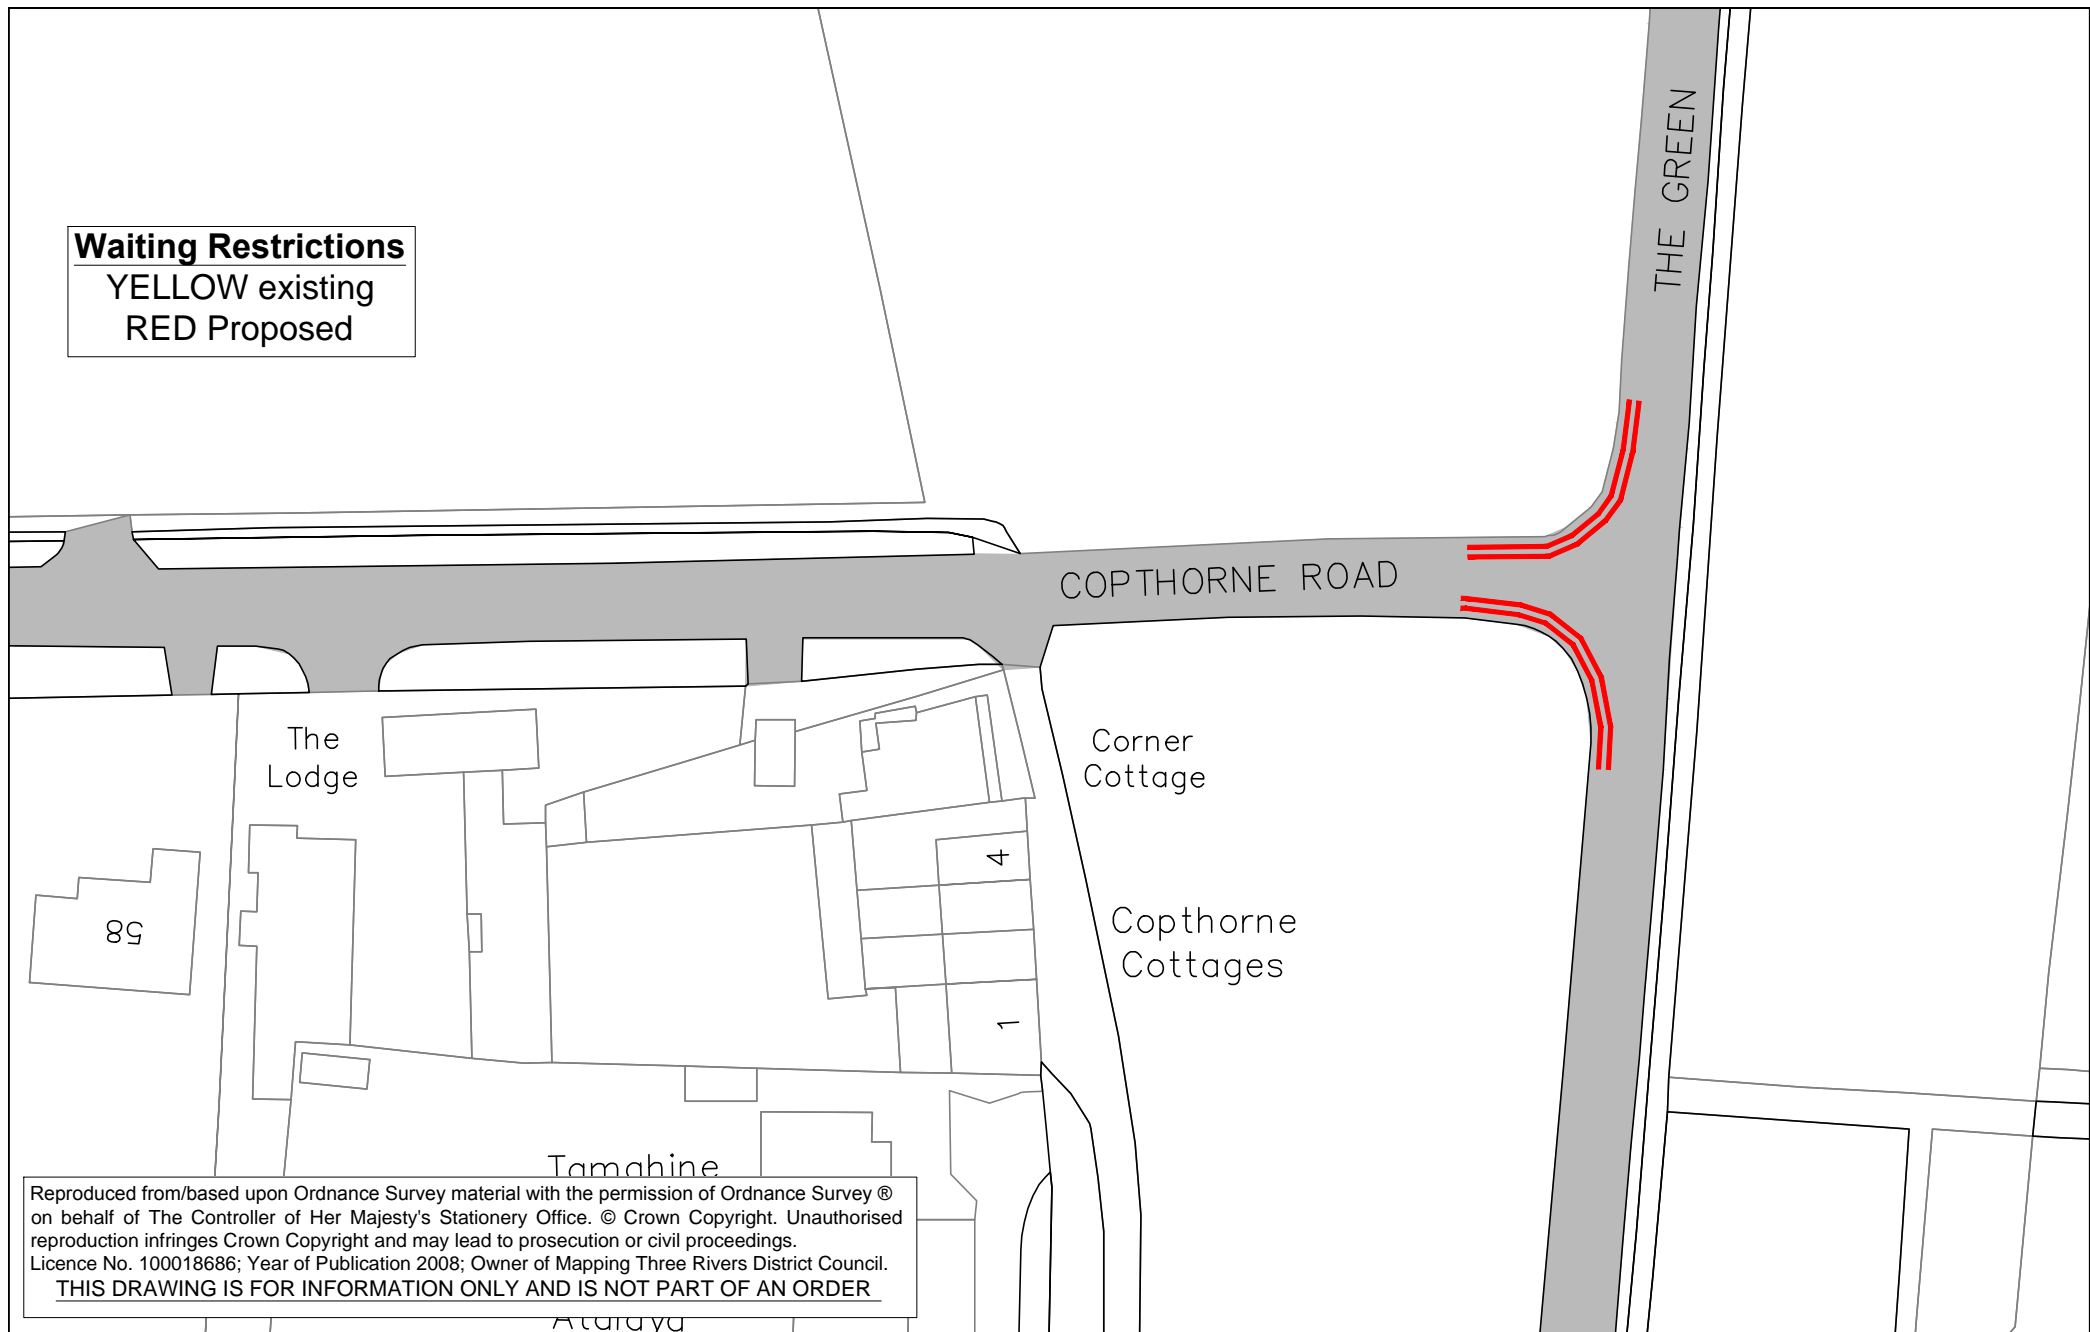 Waiting Restrictions
YELLOW existing
RED Proposed
THE GREEN
COPTHORNE ROAD
The
Lodge
Corner
Cottage
58
4
Copthorne
Cottages
1
Tamahine
Reproduced from/based upon Ordnance Survey material with the permission of Ordnance Survey ®
on behalf of The Controller of Her Majesty's Stationery Office. © Crown Copyright. Unauthorised
reproduction infringes Crown Copyright and may lead to prosecution or civil proceedings.
Licence No. 100018686; Year of Publication 2008; Owner of Mapping Three Rivers District Council.
THIS DRAWING IS FOR INFORMATION ONLY AND IS NOT PART OF AN ORDER